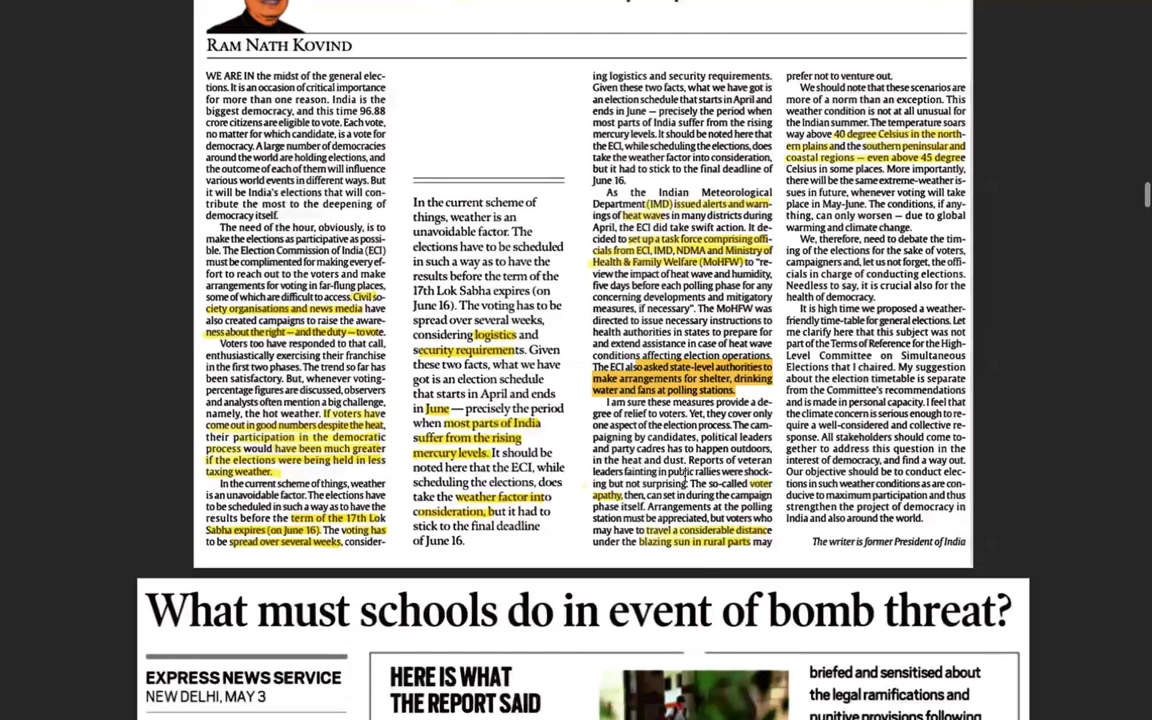 RAM NATH KOVIND
WE ARE IN the midst of the general elec-
tions. It is an occasion of critical importance
for more than one reason. India is the
biggest democracy, and this time 96.88
crore citizens are eligible to vote. Each vote,
no matter for which candidate, is a vote for
democracy. A large number of democracies
around the world are holding elections, and
the outcome of each of them will influence
various world events in different ways. But
it will be India's elections that will con-
tribute the most to the deepening of
democracy itself.
The need of the hour, obviously, is to
make the elections as participative as possi-
ble. The Election Commission of India (ECI)
must be complimented for making every ef-
fort to reach out to the voters and make
arrangements for voting in far-flung places,
some of which are difficult to access. Civil so-
ciety organisations and news media have
also created campaigns to raise the aware-
ness about the right — and the duty — to vote.
Voters too have responded to that call,
enthusiastically exercising their franchise
in the first two phases. The trend so far has
been satisfactory. But, whenever voting-
percentage figures are discussed, observers
and analysts often mention a big challenge,
namely, the hot weather. If voters have
come out in good numbers despite the heat,
their participation in the democratic
process would have been much greater
if the elections were being held in less
taxing weather.
In the current scheme of things, weather
is an unavoidable factor. The elections have
to be scheduled in such a way as to have the
results before the term of the 17th Lok
Sabha expires (on June 16). The voting has
to be spread over several weeks, consider-
In the current scheme of
things, weather is an
unavoidable factor. The
elections have to be scheduled
in such a way as to have the
results before the term of the
17th Lok Sabha expires (on
June 16). The voting has to be
spread over several weeks,
considering logistics and
security requirements. Given
these two facts, what we have
got is an election schedule
that starts in April and ends
in June — precisely the period
when most parts of India
suffer from the rising
mercury levels. It should be
noted here that the ECI, while
scheduling the elections, does
take the weather factor into
consideration, but it had to
stick to the final deadline
of June 16.
ing logistics and security requirements.
Given these two facts, what we have got is
an election schedule that starts in April and
ends in June — precisely the period when
most parts of India suffer from the rising
mercury levels. It should be noted here that
the ECI, while scheduling the elections, does
take the weather factor into consideration,
but it had to stick to the final deadline of
June 16.
As the Indian Meteorological
Department (IMD) issued alerts and warn-
ings of heat waves in many districts during
April, the ECI did take swift action. It de-
cided to set up a task force comprising offi-
cials from ECI, IMD, NDMA and Ministry of
Health & Family Welfare (MoHFW) to "re-
view the impact of heat wave and humidity,
five days before each polling phase for any
concerning developments and mitigatory
measures, if necessary". The MoHFW was
directed to issue necessary instructions to
health authorities in states to prepare for
and extend assistance in case of heat wave
conditions affecting election operations.
The ECI also asked state-level authorities to
make arrangements for shelter, drinking
water and fans at polling stations.
I am sure these measures provide a de-
gree of relief to voters. Yet, they cover only
one aspect of the election process. The cam-
paigning by candidates, political leaders
and party cadres has to happen outdoors,
in the heat and dust. Reports of veteran
leaders fainting in public rallies were shock-
ing but not surprising. The so-called voter
apathy, then, can set in during the campaign
phase itself. Arrangements at the polling
station must be appreciated, but voters who
may have to travel a considerable distance
under the blazing sun in rural parts may
prefer not to venture out.
We should note that these scenarios are
more of a norm than an exception. This
weather condition is not at all unusual for
the Indian summer. The temperature soars
way above 40 degree Celsius in the north-
ern plains and the southern peninsular and
coastal regions — even above 45 degree
Celsius in some places. More importantly,
there will be the same extreme-weather is-
sues in future, whenever voting will take
place in May-June. The conditions, if any-
thing, can only worsen — due to global
warming and climate change.
We, therefore, need to debate the tim-
ing of the elections for the sake of voters,
campaigners and, let us not forget, the offi-
cials in charge of conducting elections.
Needless to say, it is crucial also for the
health of democracy.
It is high time we proposed a weather-
friendly time-table for general elections. Let
me clarify here that this subject was not
part of the Terms of Reference for the High-
Level Committee on Simultaneous
Elections that I chaired. My suggestion
about the election timetable is separate
from the Committee's recommendations
and is made in personal capacity. I feel that
the climate concern is serious enough to re-
quire a well-considered and collective re-
sponse. All stakeholders should come to-
gether to address this question in the
interest of democracy, and find a way out.
Our objective should be to conduct elec-
tions in such weather conditions as are con-
ducive to maximum participation and thus
strengthen the project of democracy in
India and also around the world.
The writer is former President of India
What must schools do in event of bomb threat?
EXPRESS NEWS SERVICE
NEW DELHI, MAY 3
HERE IS WHAT
THE REPORT SAID
briefed and sensitised about
the legal ramifications and
punitive provisions following